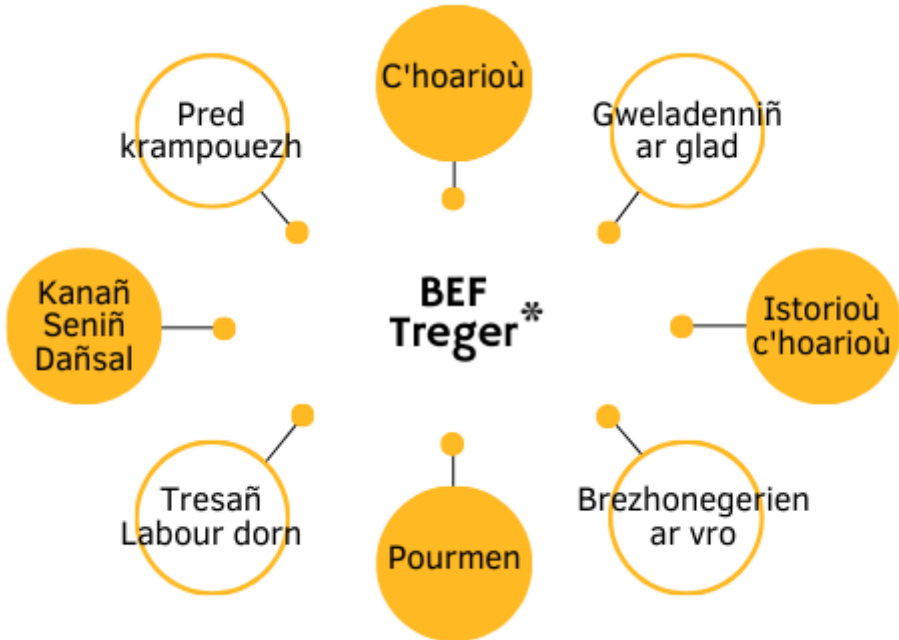 C'hoarioù
Pred
krampouezh
Gweladenniñ
ar glad
Kanañ
Seniñ
Dañsal
BEF
Treger*
Istorioù
c'hoarioù
Tresañ
Labour dorn
Brezhonegerien
ar vro
Pourmen